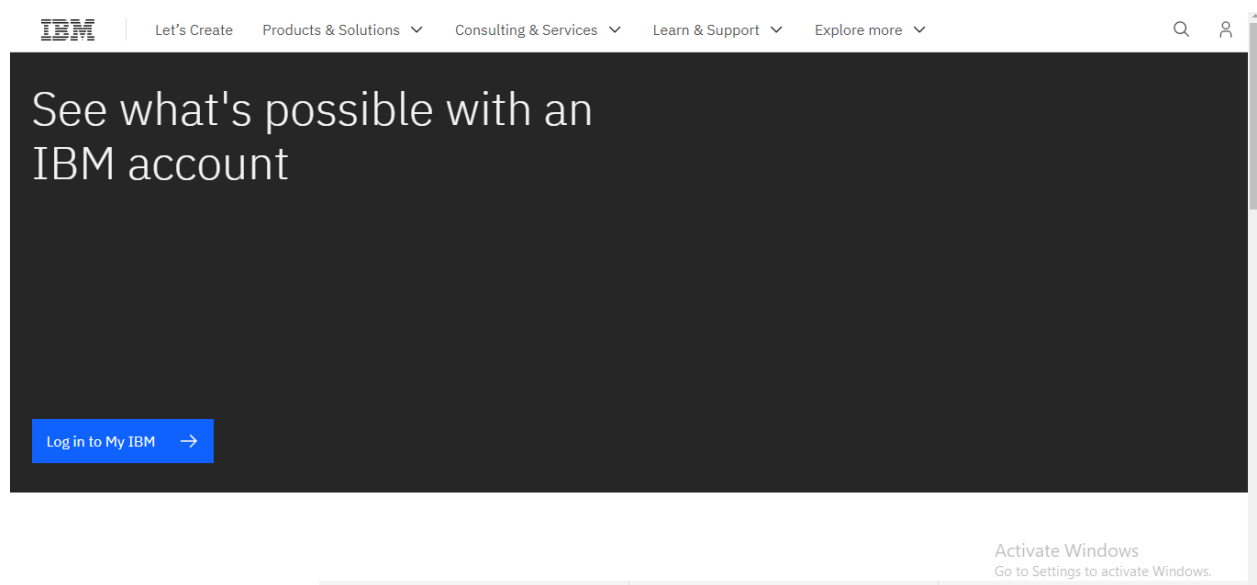 IBM
Let’s Create Products & Solutions Consulting & Services Learn & Support Explore more
See what's possible with an
IBM account
Log in to My IBM
Activate Windows
Go to Settings to activate Windows.